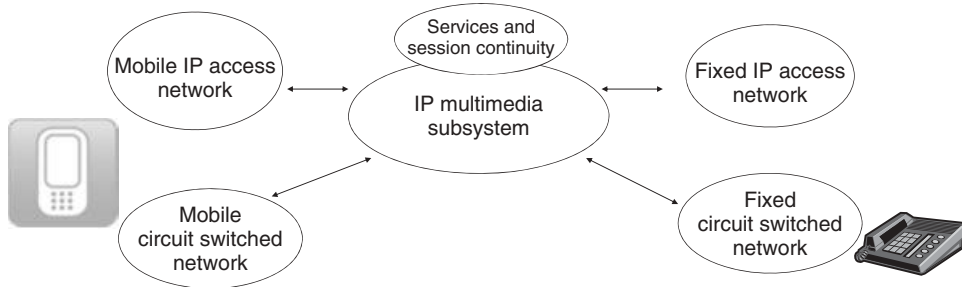 Services and
session continuity
Mobile IP access
network
IP multimedia
subsystem
Fixed IP access
network
Mobile
circuit switched
network
Fixed
circuit switched
network